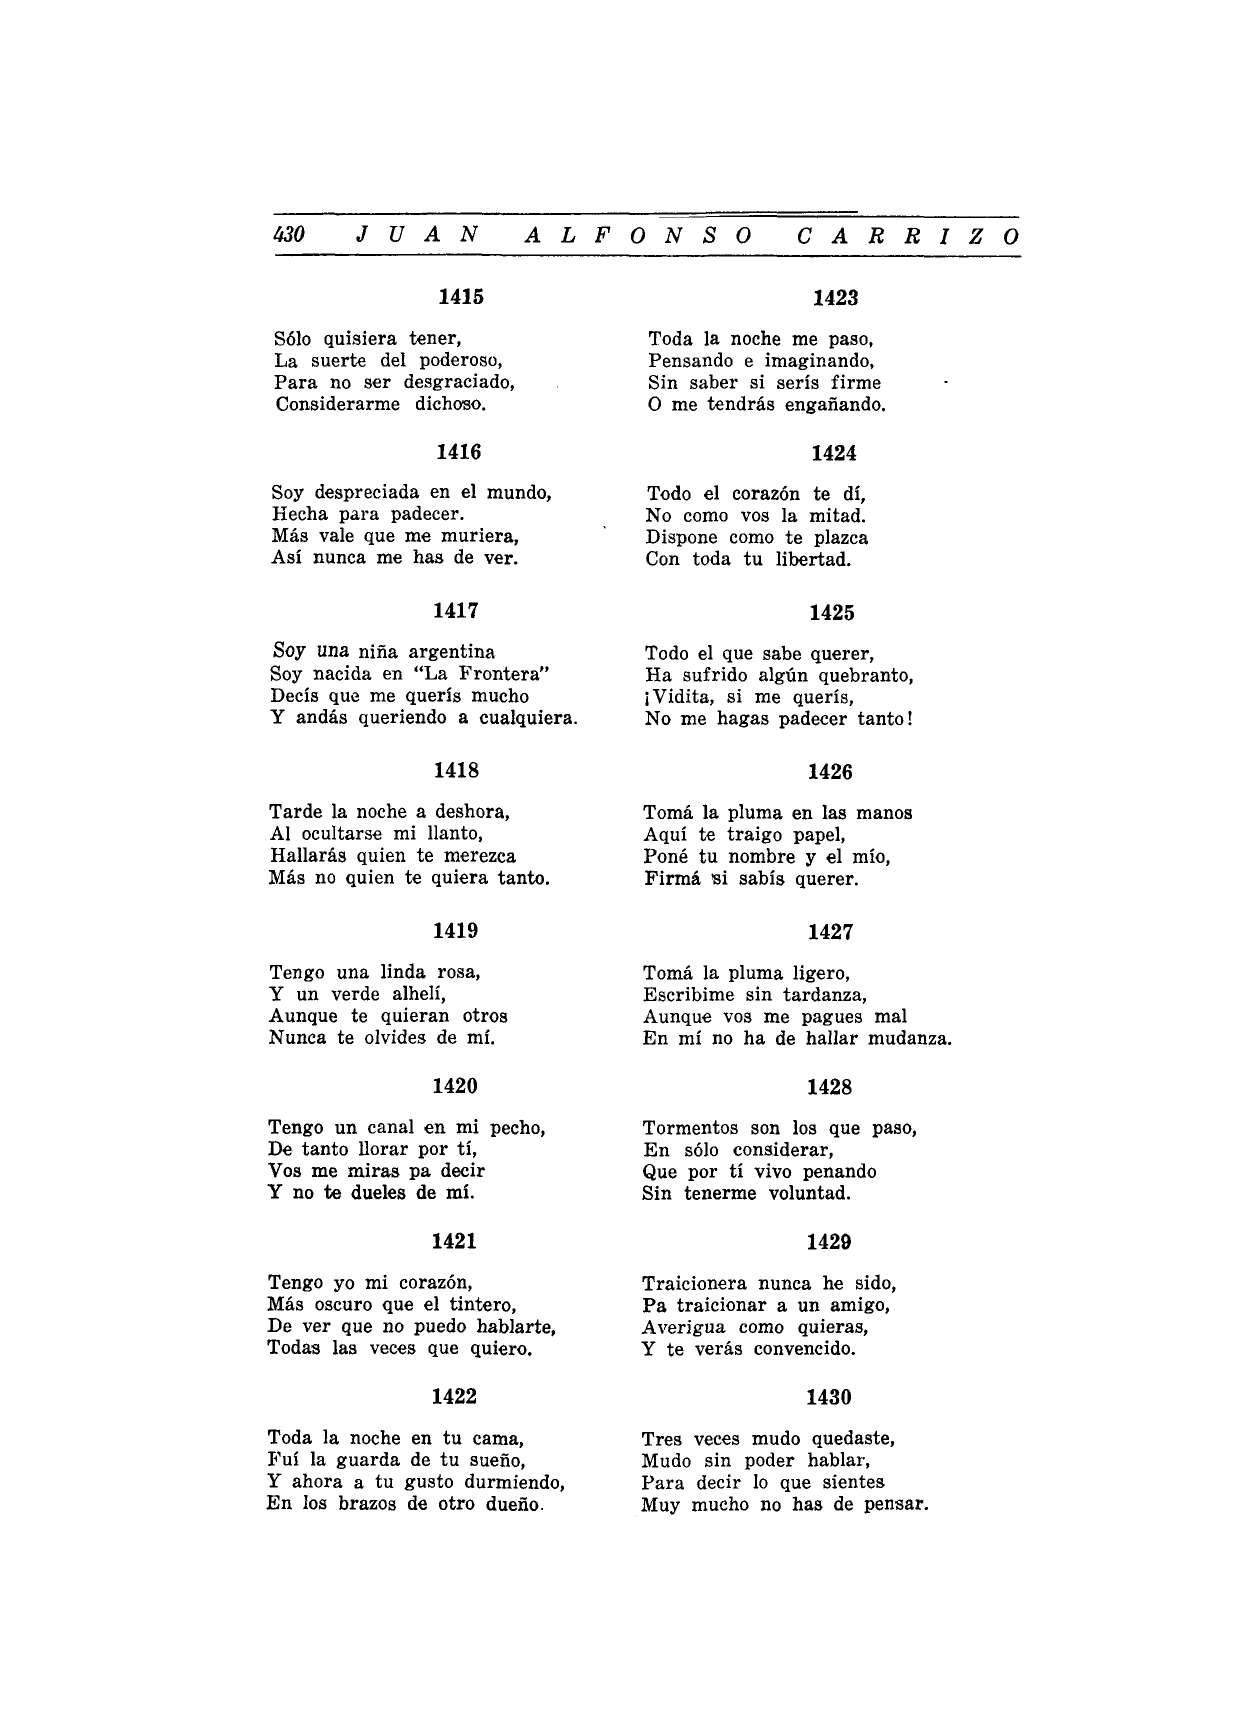 430 JUAN ALFONSO CARRIZO
1415
Sólo quisiera tener,
La suerte del poderoso,
Para no ser desgraciado,
Considerarme dichoso.
1416
Soy despreciada en el mundo,
Hecha para padecer.
Más vale que me muriera,
Así nunca me has de ver.
1417
Soy una niña argentina
Soy nacida en “La Frontera”
Decís que me querís mucho
Y andás queriendo a cualquiera.
1418
Tarde la noche a deshora,
Al ocultarse mi llanto,
Hallarás quien te merezca
Más no quien te quiera tanto.
1419
Tengo una linda rosa,
Y un verde alhelí,
Aunque te quieran otros
Nunca te olvides de mí.
1420
Tengo un canal en mi pecho,
De tanto llorar por tí,
Vos me miras pa decir
Y no te dueles de mí.
1421
Tengo yo mi corazón,
Más oscuro que el tintero,
De ver que no puedo hablarte,
Todas las veces que quiero.
1422
Toda la noche en tu cama,
Fuí la guarda de tu sueño,
Y ahora a tu gusto durmiendo,
En los brazos de otro dueño.
1423
Toda la noche me paso,
Pensando e imaginando,
Sin saber si serís firme
O me tendrás engañando.
1424
Todo el corazón te dí,
No como vos la mitad.
Dispone como te plazca
Con toda tu libertad.
1425
Todo el que sabe querer,
Ha sufrido algún quebranto,
¡Vidita, si me querís,
No me hagas padecer tanto!
1426
Tomá la pluma en las manos
Aquí te traigo papel,
Poné tu nombre y el mío,
Firmá si sabís querer.
1427
Tomá la pluma ligero,
Escribime sin tardanza,
Aunque vos me pagues mal
En mí no ha de hallar mudanza.
1428
Tormentos son los que paso,
En sólo considerar,
Que por tí vivo penando
Sin tenerme voluntad.
1429
Traicionera nunca he sido,
Pa traicionar a un amigo,
Averigua como quieras,
Y te verás convencido.
1430
Tres veces mudo quedaste,
Mudo sin poder hablar,
Para decir lo que sientes
Muy mucho no has de pensar.